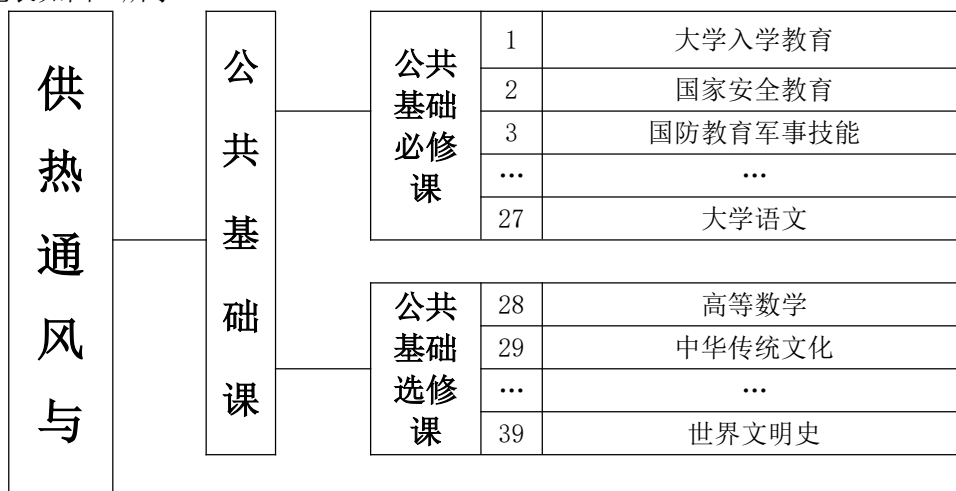 供热通风与
公共基础课
公共基础必修课
1 大学入学教育
2 国家安全教育
3 国防教育军事技能
… …
27 大学语文
公共基础选修课
28 高等数学
29 中华传统文化
… …
39 世界文明史